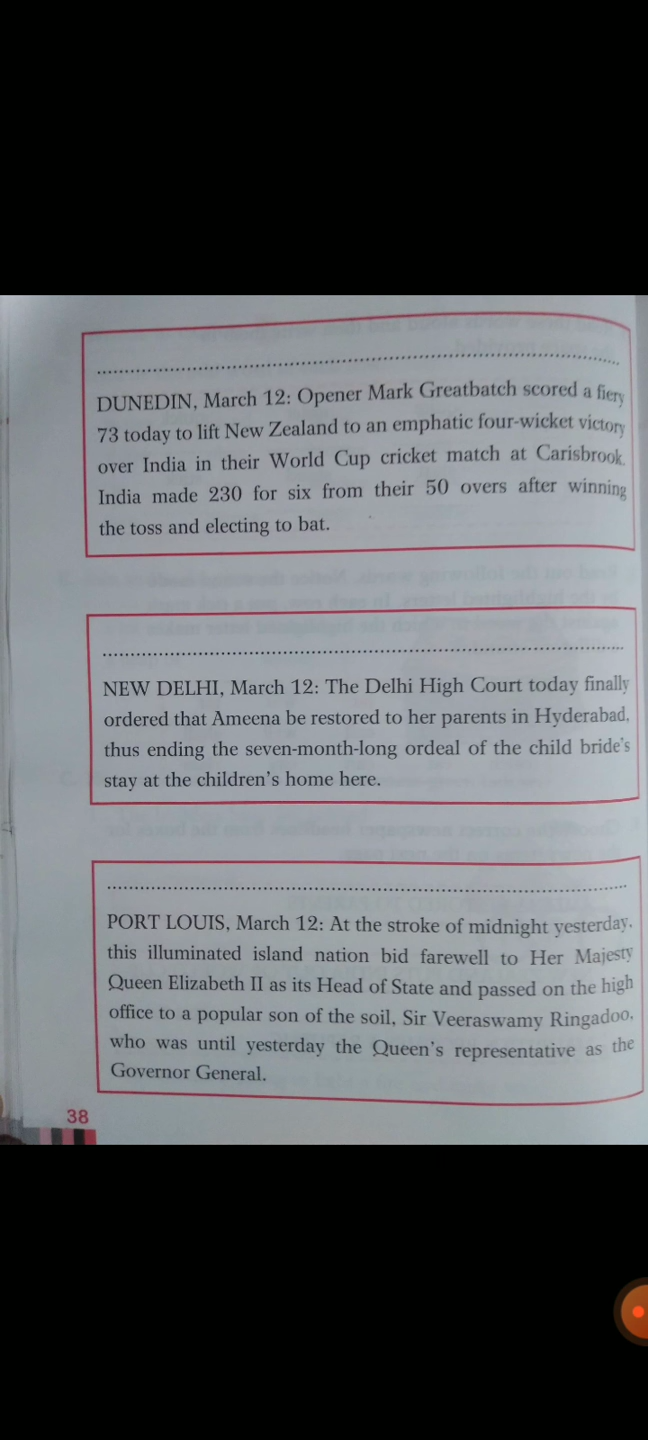 DUNEDIN, March 12: Opener Mark Greatbatch scored a fiery
73 today to lift New Zealand to an emphatic four-wicket victory
over India in their World Cup cricket match at Carisbrook.
India made 230 for six from their 50 overs after winning
the toss and electing to bat.
NEW DELHI, March 12: The Delhi High Court today finally
ordered that Ameena be restored to her parents in Hyderabad,
thus ending the seven-month-long ordeal of the child bride's
stay at the children's home here.
PORT LOUIS, March 12: At the stroke of midnight yesterday,
this illuminated island nation bid farewell to Her Majesty
Queen Elizabeth II as its Head of State and passed on the high
office to a popular son of the soil, Sir Veeraswamy Ringadoo,
who was until yesterday the Queen's representative as the
Governor General.
38